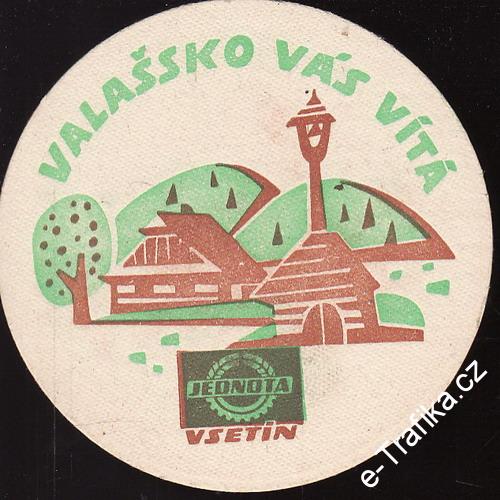 VALAŠSKO VÁS VÍTÁ
JEDNOTA
VSETÍN
e-Trafika.cz